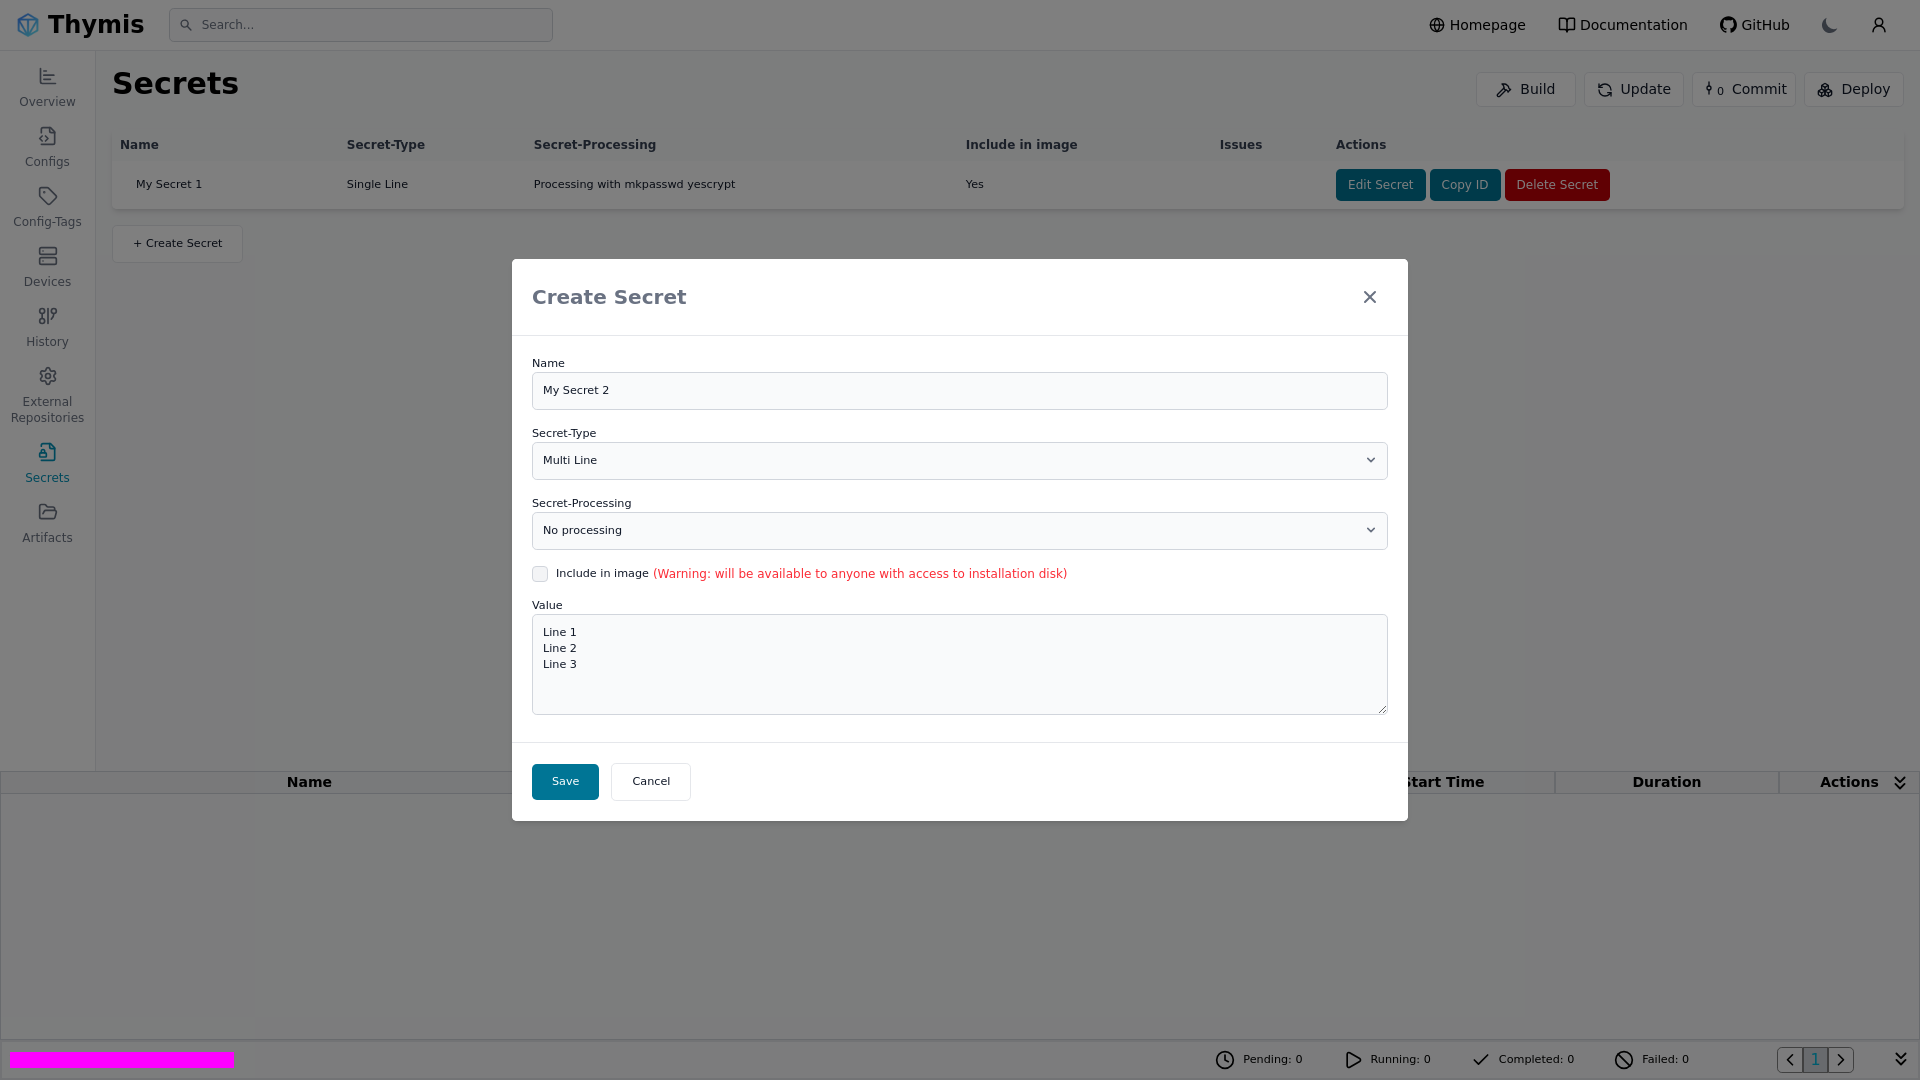 Thymis
Search...
Homepage
Documentation
GitHub
Overview
Configs
Config-Tags
Devices
History
External
Repositories
Secrets
Artifacts
Secrets
Build
Update
0 Commit
Deploy
Name Secret-Type Secret-Processing Include in image Issues Actions
My Secret 1 Single Line Processing with mkpasswd yescrypt Yes Edit Secret Copy ID Delete Secret
+ Create Secret
Create Secret
Name
My Secret 2
Secret-Type
Multi Line
Secret-Processing
No processing
Include in image (Warning: will be available to anyone with access to installation disk)
Value
Line 1
Line 2
Line 3
Save
Cancel
Name Start Time Duration Actions
Pending: 0
Running: 0
Completed: 0
Failed: 0
1